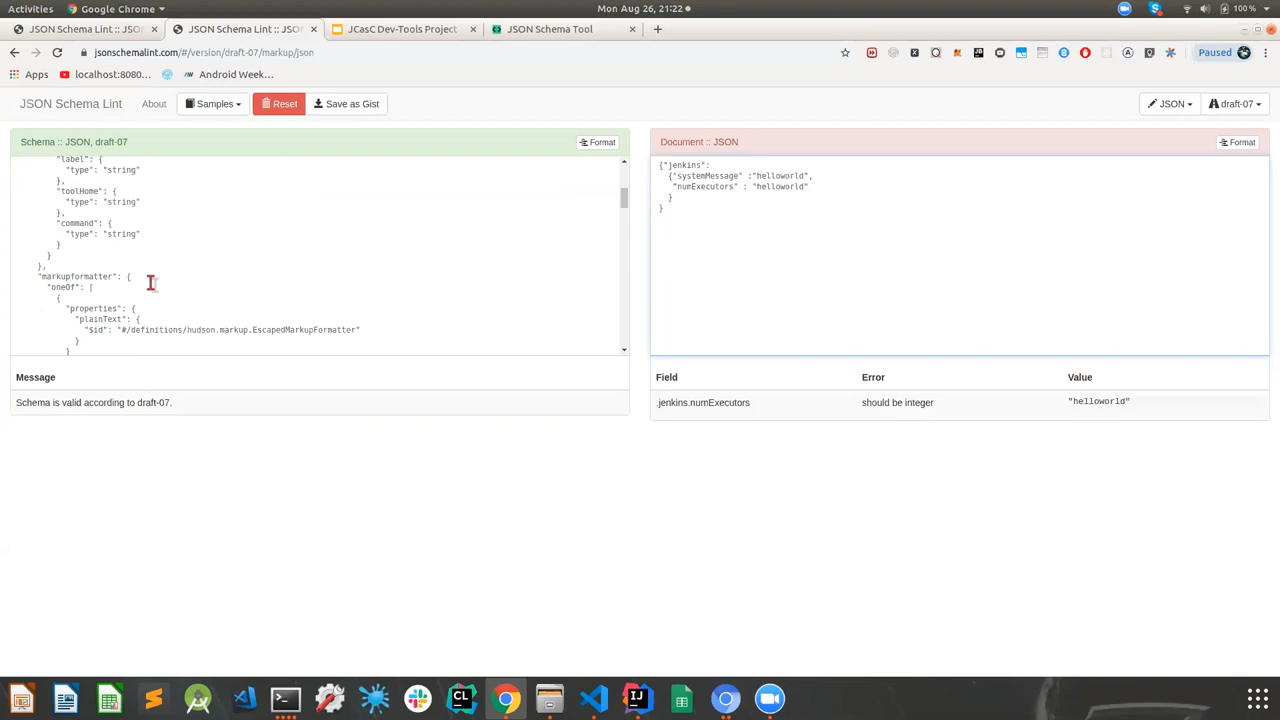 Activities Google Chrome Mon Aug 26, 21:22 100 %
JSON Schema Lint :: JSO
JSON Schema Lint :: JSO
JCasC Dev-Tools Project
JSON Schema Tool
jsonschemalint.com/#/version/draft-07/markup/json
Paused
Apps localhost:8080... Android Week...
JSON Schema Lint About Samples Reset Save as Gist JSON draft-07
Schema :: JSON, draft-07 Format
"label": {
"type": "string"
},
"toolHome": {
"type": "string"
},
"command": {
"type": "string"
}
}
},
"markupformatter": {
"oneOf": [
{
"properties": {
"plainText": {
"$id": "#/definitions/hudson.markup.EscapedMarkupFormatter"
}
}
Message
Schema is valid according to draft-07.
Document :: JSON Format
{"jenkins":
{"systemMessage" :"helloworld",
"numExecutors" : "helloworld"
}
}
Field Error Value
.jenkins.numExecutors should be integer "helloworld"